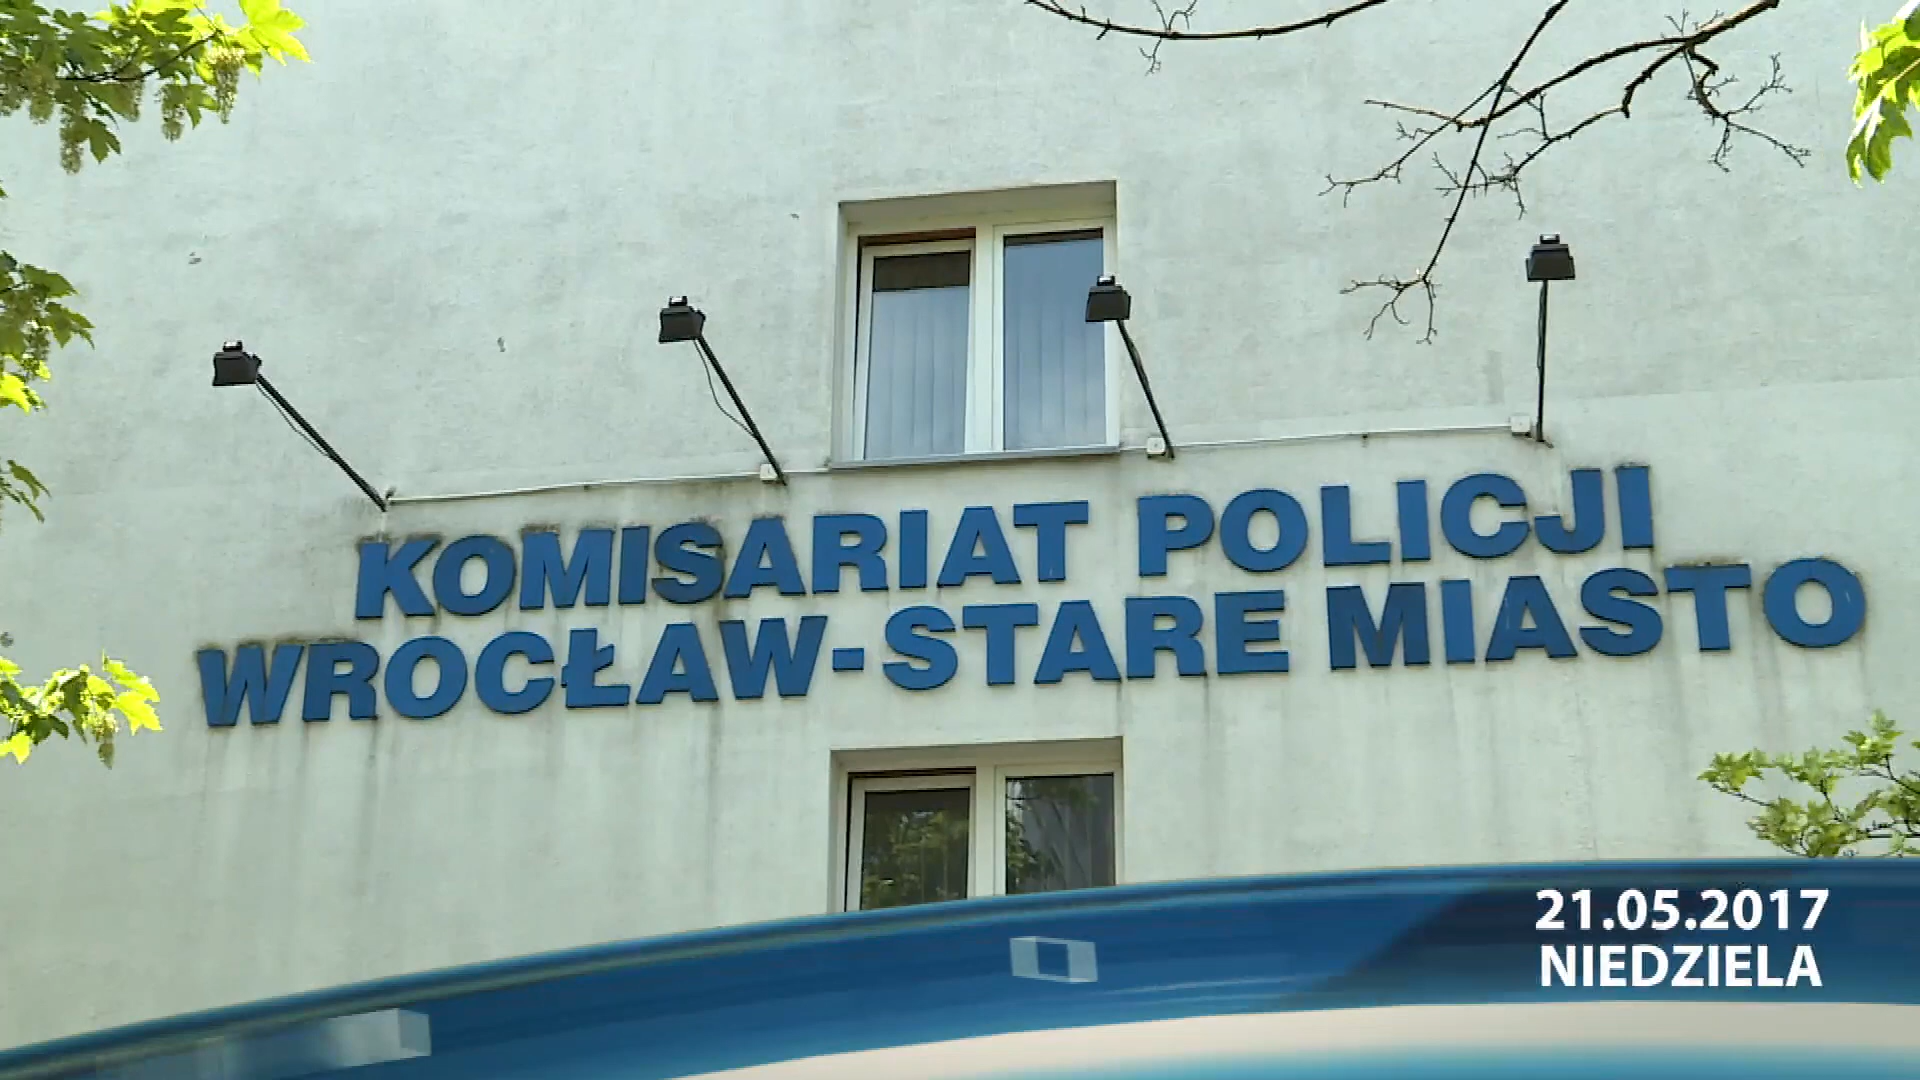 KOMISARIAT POLICJI
WROCŁAW-STARE MIASTO
21.05.2017
NIEDZIELA